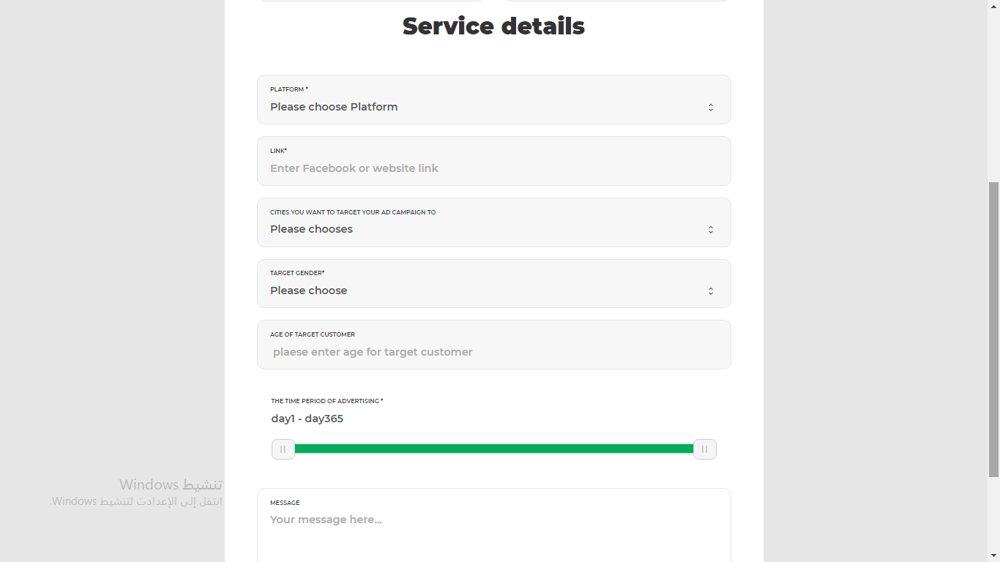 Service details
PLATFORM *
Please choose Platform
LINK*
Enter Facebook or website link
CITIES YOU WANT TO TARGET YOUR AD CAMPAIGN TO
Please chooses
TARGET GENDER*
Please choose
AGE OF TARGET CUSTOMER
plaese enter age for target customer
THE TIME PERIOD OF ADVERTISING *
day1 - day365
تنشيط Windows
انتقل إلى الإعدادت لتنشيط Windows.
MESSAGE
Your message here...